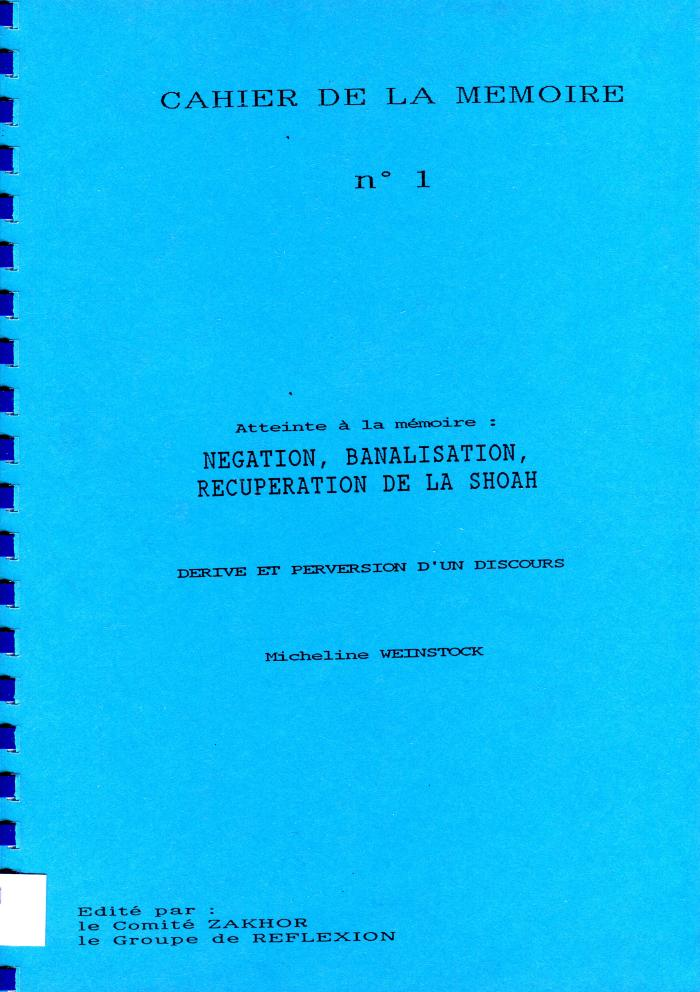 CAHIER DE LA MEMOIRE
n° 1
Atteinte à la mémoire :
NEGATION, BANALISATION,
RECUPERATION DE LA SHOAH
DERIVE ET PERVERSION D'UN DISCOURS
Micheline WEINSTOCK
Edité par :
le Comité ZAKHOR
le Groupe de REFLEXION